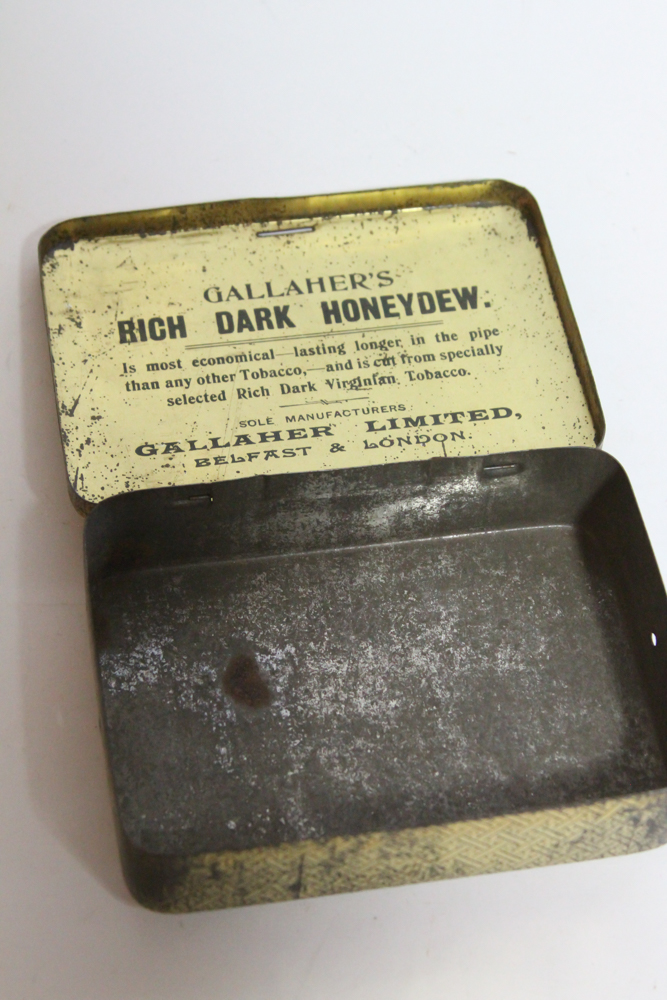 GALLAHER'S
RICH DARK HONEYDEW.
Is most economical—lasting longer in the pipe
than any other Tobacco,—and is cut from specially
selected Rich Dark Virginian Tobacco.
SOLE MANUFACTURERS
GALLAHER LIMITED,
BELFAST & LONDON.